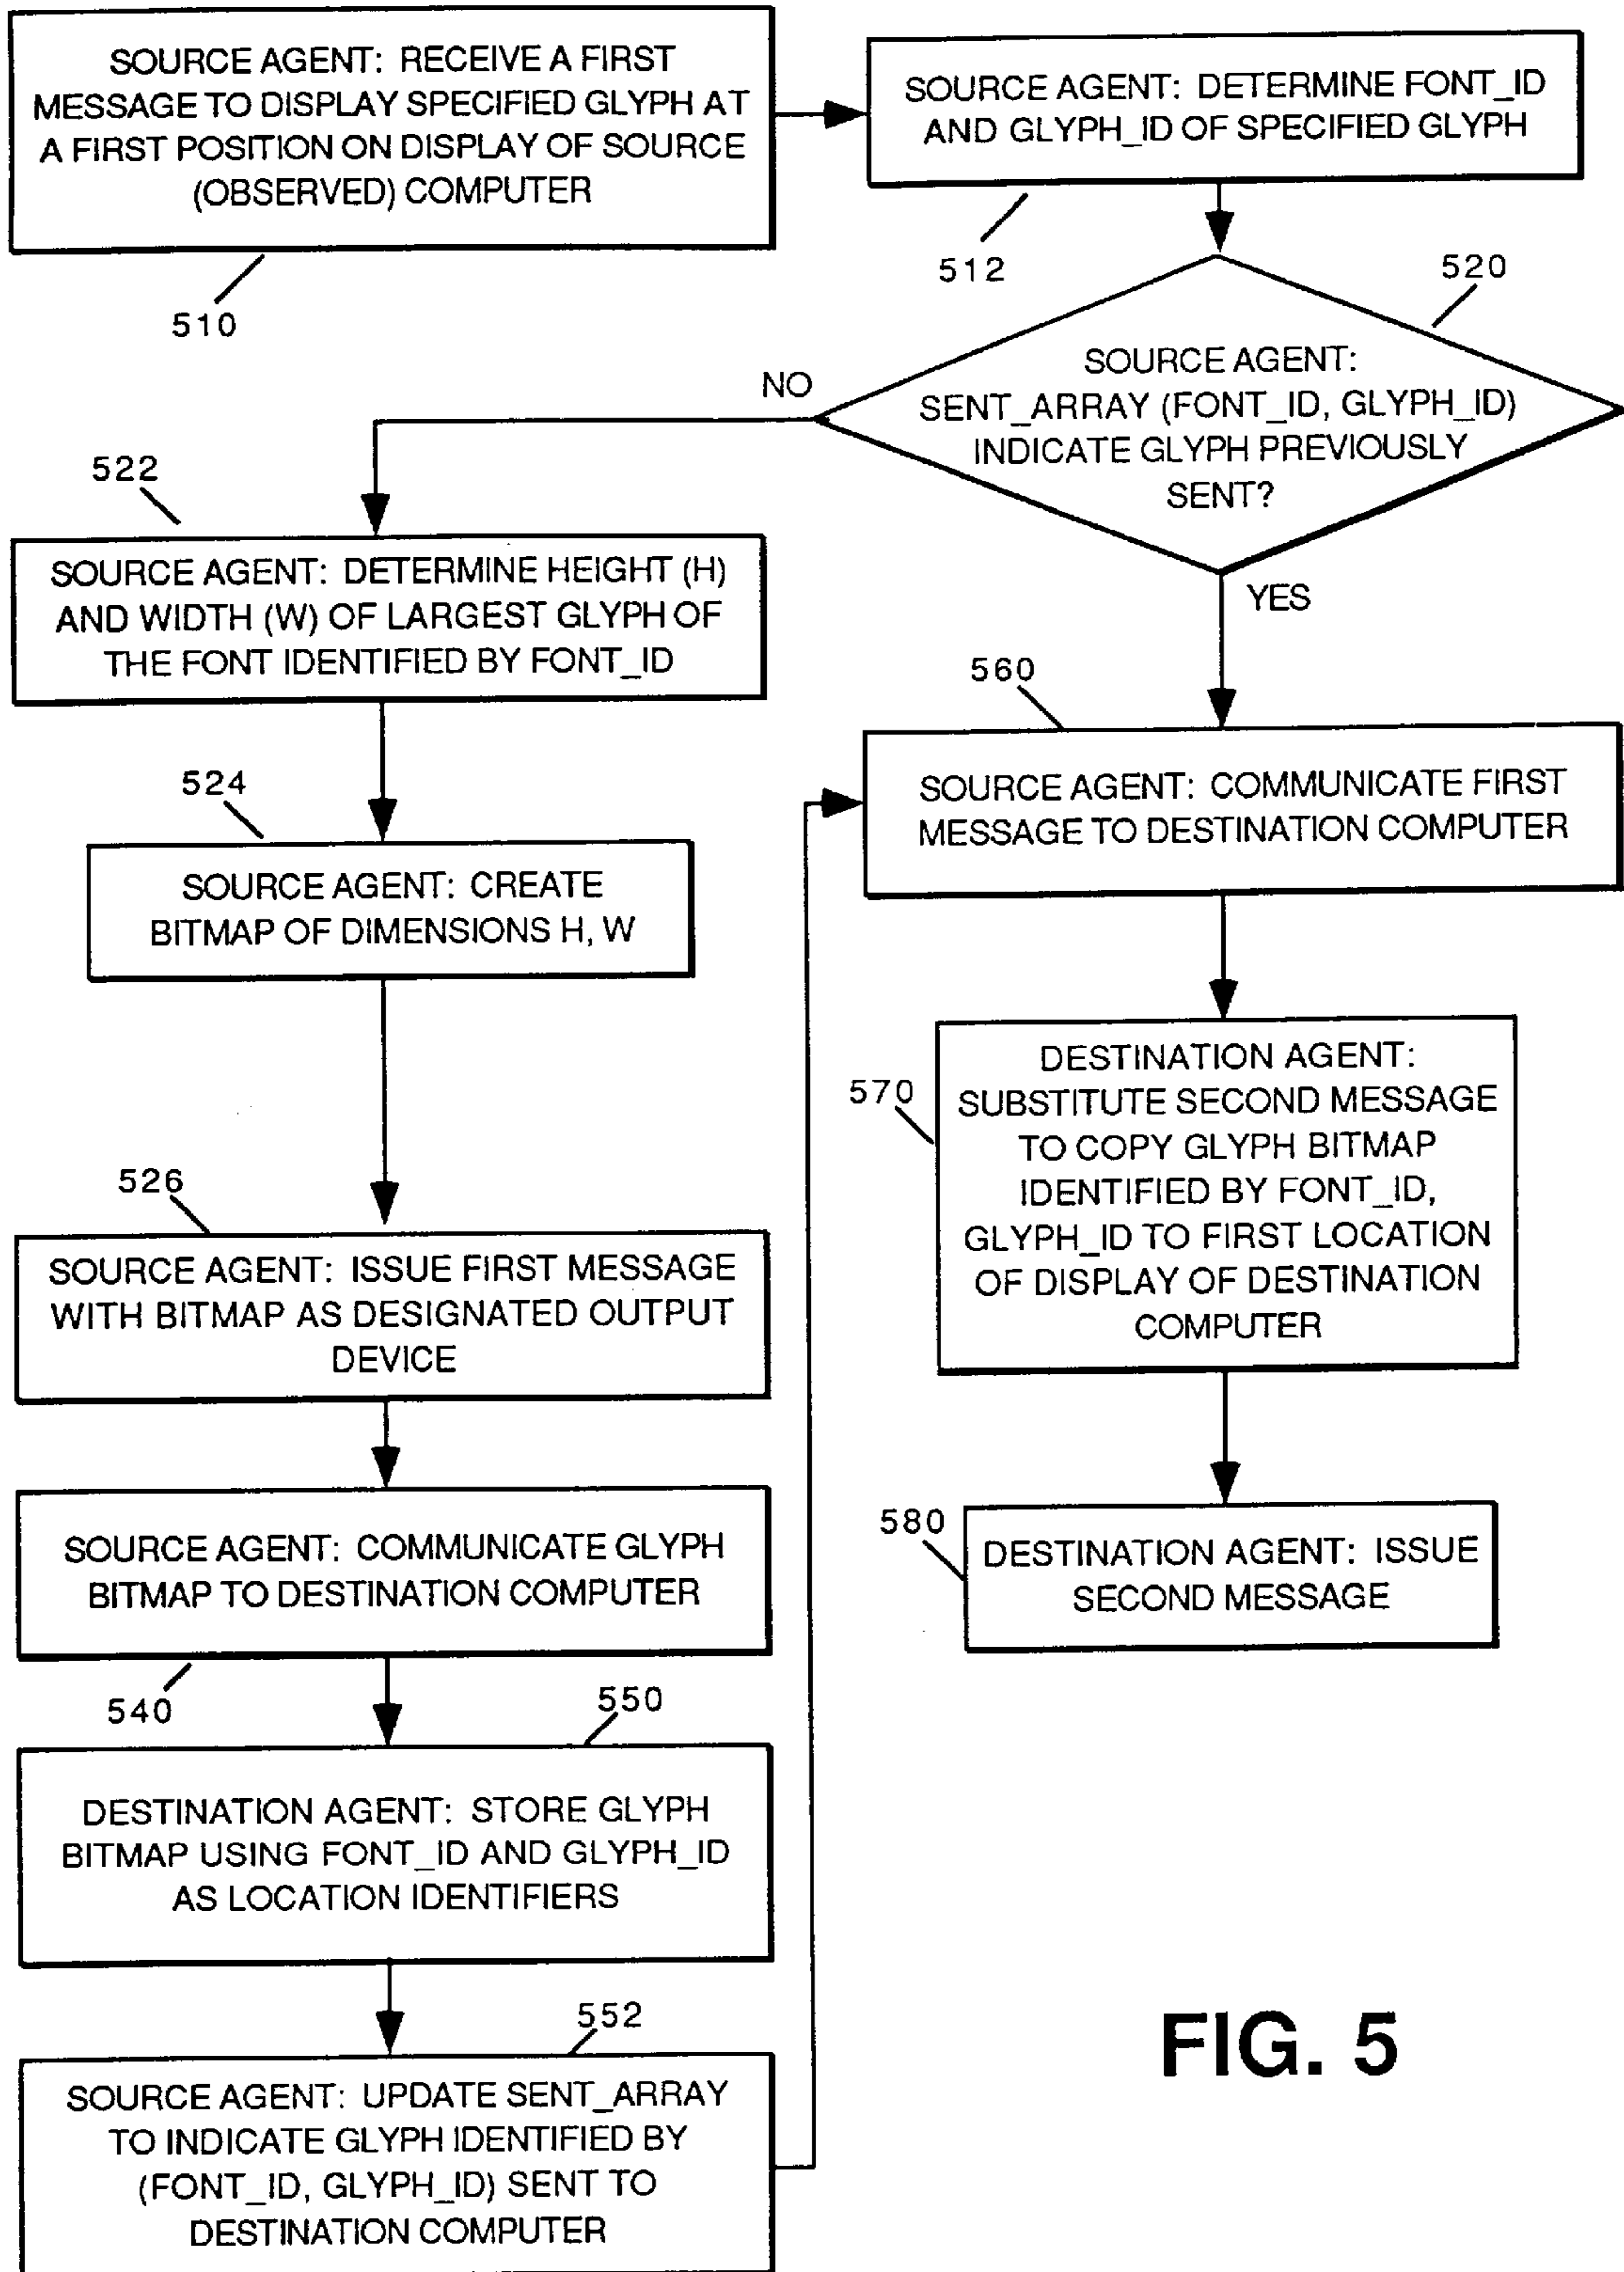 SOURCE AGENT: RECEIVE A FIRST
MESSAGE TO DISPLAY SPECIFIED GLYPH AT
A FIRST POSITION ON DISPLAY OF SOURCE
(OBSERVED) COMPUTER
510
SOURCE AGENT: DETERMINE FONT_ID
AND GLYPH_ID OF SPECIFIED GLYPH
512
520
SOURCE AGENT:
SENT_ARRAY (FONT_ID, GLYPH_ID)
INDICATE GLYPH PREVIOUSLY
SENT?
NO
YES
522
SOURCE AGENT: DETERMINE HEIGHT (H)
AND WIDTH (W) OF LARGEST GLYPH OF
THE FONT IDENTIFIED BY FONT_ID
524
SOURCE AGENT: CREATE
BITMAP OF DIMENSIONS H, W
526
SOURCE AGENT: ISSUE FIRST MESSAGE
WITH BITMAP AS DESIGNATED OUTPUT
DEVICE
SOURCE AGENT: COMMUNICATE GLYPH
BITMAP TO DESTINATION COMPUTER
540
550
DESTINATION AGENT: STORE GLYPH
BITMAP USING FONT_ID AND GLYPH_ID
AS LOCATION IDENTIFIERS
552
SOURCE AGENT: UPDATE SENT_ARRAY
TO INDICATE GLYPH IDENTIFIED BY
(FONT_ID, GLYPH_ID) SENT TO
DESTINATION COMPUTER
560
SOURCE AGENT: COMMUNICATE FIRST
MESSAGE TO DESTINATION COMPUTER
570
DESTINATION AGENT:
SUBSTITUTE SECOND MESSAGE
TO COPY GLYPH BITMAP
IDENTIFIED BY FONT_ID,
GLYPH_ID TO FIRST LOCATION
OF DISPLAY OF DESTINATION
COMPUTER
580
DESTINATION AGENT: ISSUE
SECOND MESSAGE
FIG. 5